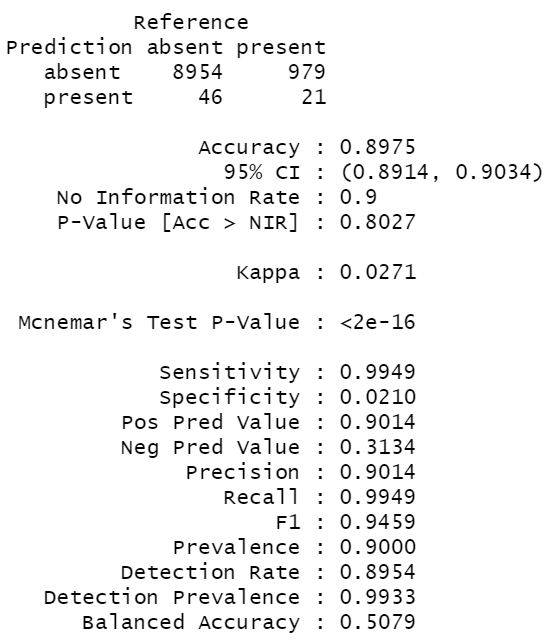 Reference
Prediction absent present
absent 8954 979
present 46 21
Accuracy : 0.8975
95% CI : (0.8914, 0.9034)
No Information Rate : 0.9
P-Value [Acc > NIR] : 0.8027
Kappa : 0.0271
Mcnemar's Test P-Value : <2e-16
Sensitivity : 0.9949
Specificity : 0.0210
Pos Pred Value : 0.9014
Neg Pred Value : 0.3134
Precision : 0.9014
Recall : 0.9949
F1 : 0.9459
Prevalence : 0.9000
Detection Rate : 0.8954
Detection Prevalence : 0.9933
Balanced Accuracy : 0.5079